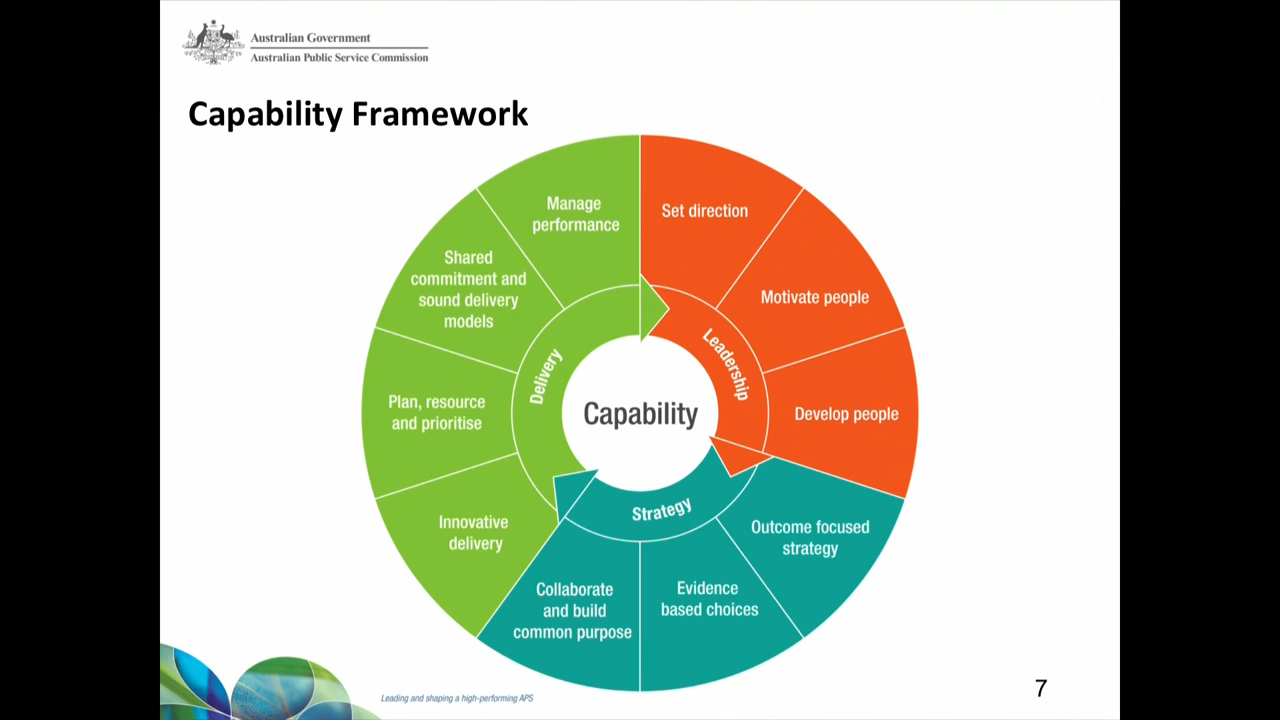 Australian Government
Australian Public Service Commission
Capability Framework
Manage
performance
Set direction
Shared
commitment and
sound delivery
models
Motivate people
Leadership
Delivery
Plan, resource
and prioritise
Capability
Develop people
Strategy
Innovative
delivery
Outcome focused
strategy
Collaborate
and build
common purpose
Evidence
based choices
Leading and shaping a high-performing APS
7